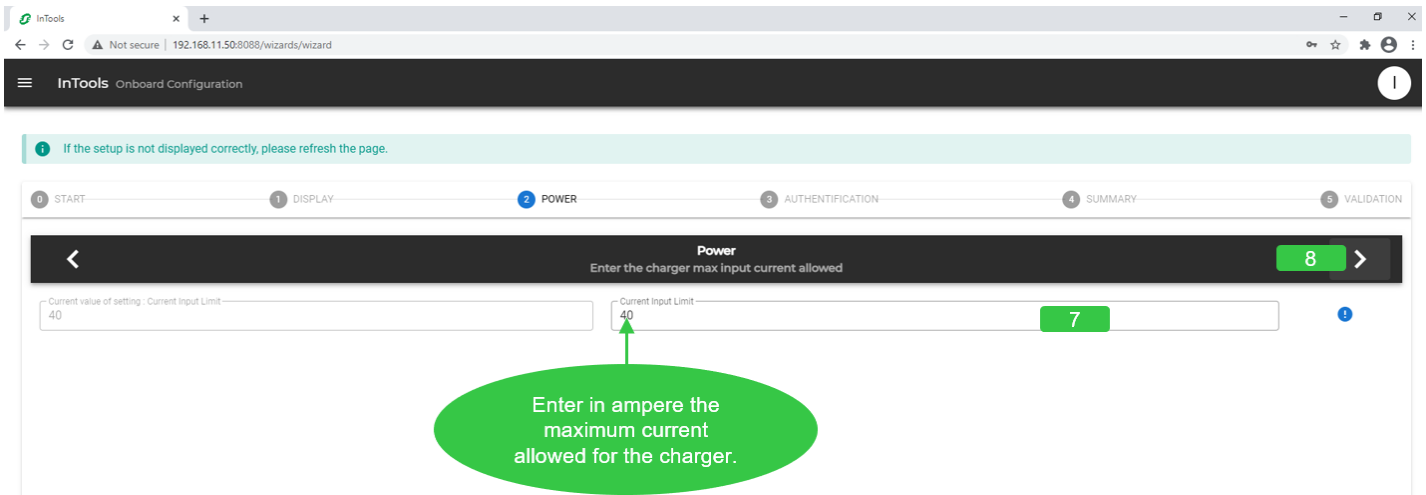 InTools
Not secure | 192.168.11.50:8088/wizards/wizard
InTools Onboard Configuration
I
If the setup is not displayed correctly, please refresh the page.
0 START 1 DISPLAY 2 POWER 3 AUTHENTIFICATION 4 SUMMARY 5 VALIDATION
Power
Enter the charger max input current allowed
8
Current value of setting : Current Input Limit
40
Current Input Limit
40
7
Enter in ampere the
maximum current
allowed for the charger.